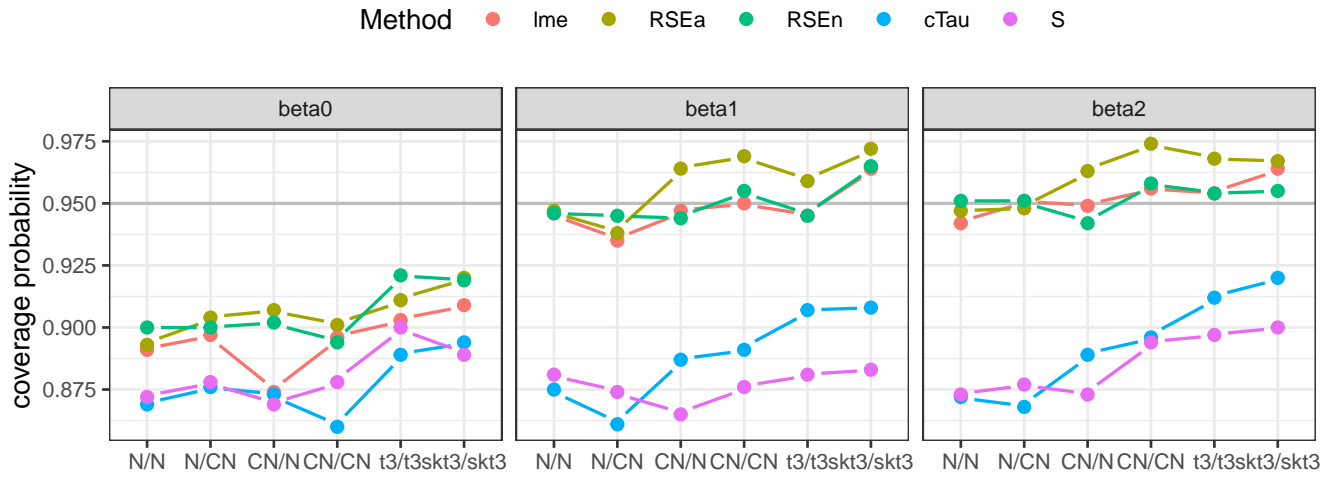 Method lme RSEa RSEn cTau S
beta0 beta1 beta2
coverage probability
0.975
0.950
0.925
0.900
0.875
N/N N/CN CN/N CN/CN t3/t3 skt3/skt3 N/N N/CN CN/N CN/CN t3/t3 skt3/skt3 N/N N/CN CN/N CN/CN t3/t3 skt3/skt3